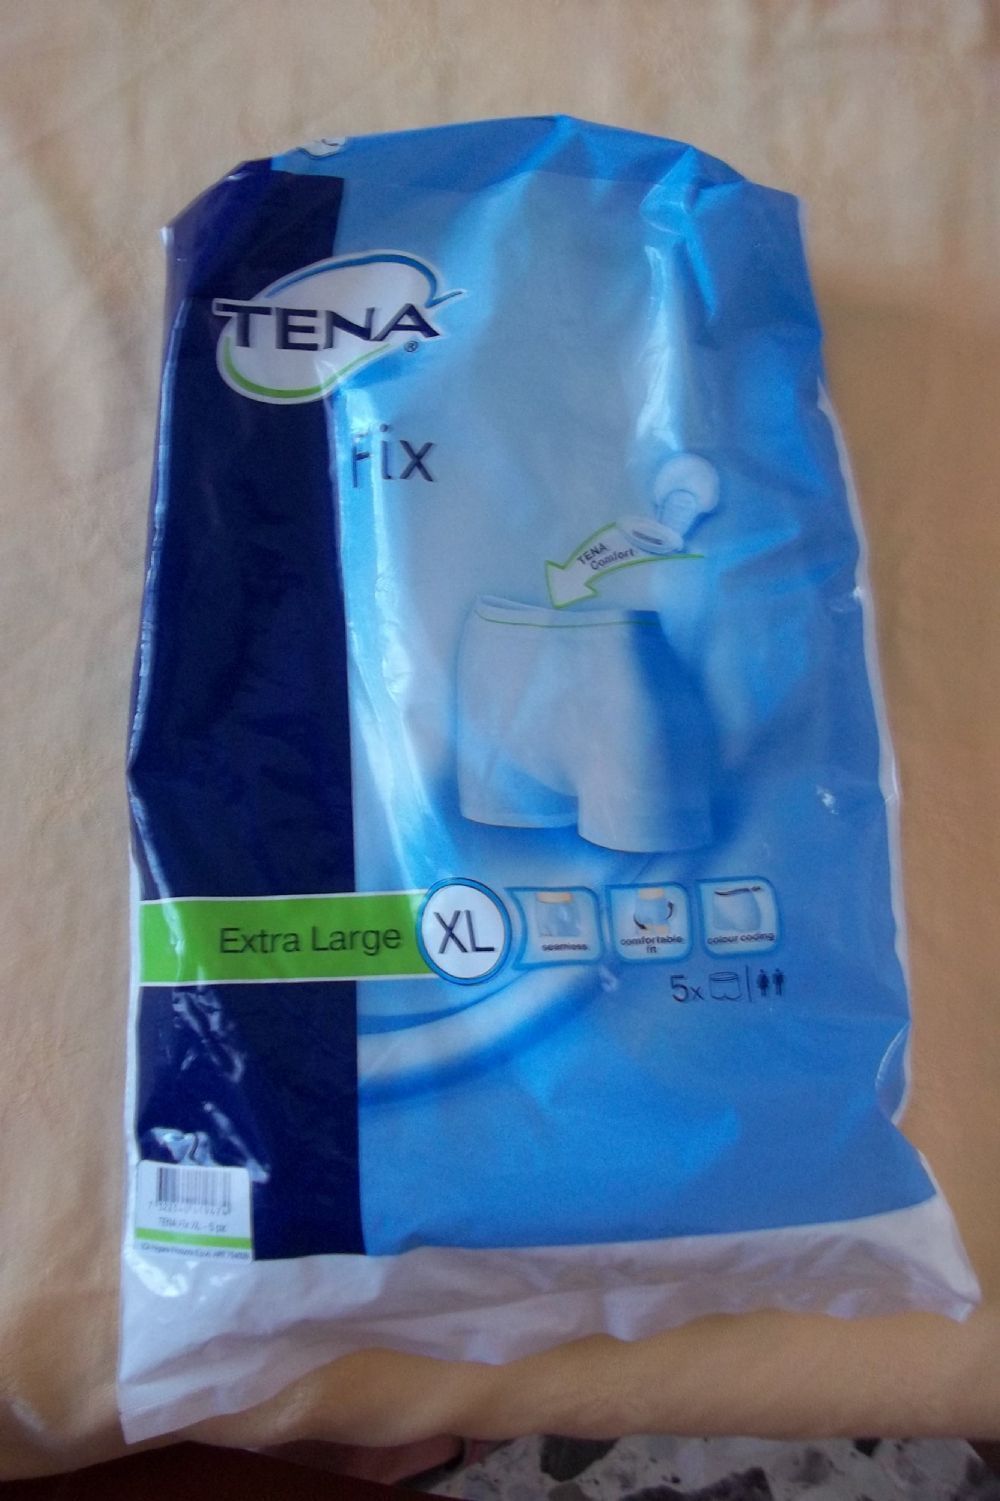 TENA
®
Fix
TENA
Comfort
Extra Large
XL
seamless
comfortable
fit
colour coding
5x
TENA Fix XL - 5 pz